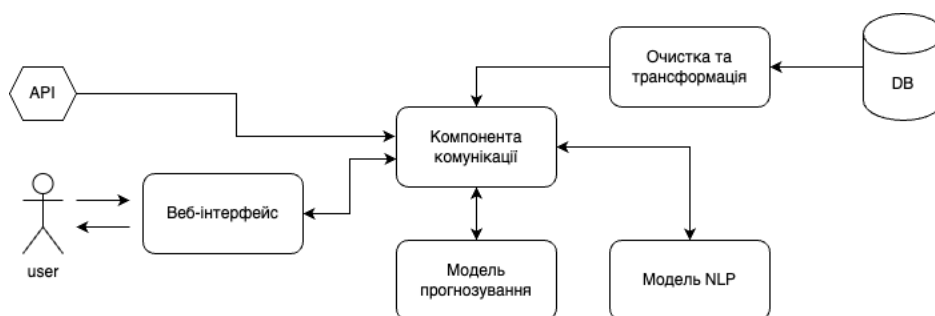 Очистка та
трансформація
DB
API
Компонента
комунікації
Веб-інтерфейс
user
Модель
прогнозування
Модель NLP